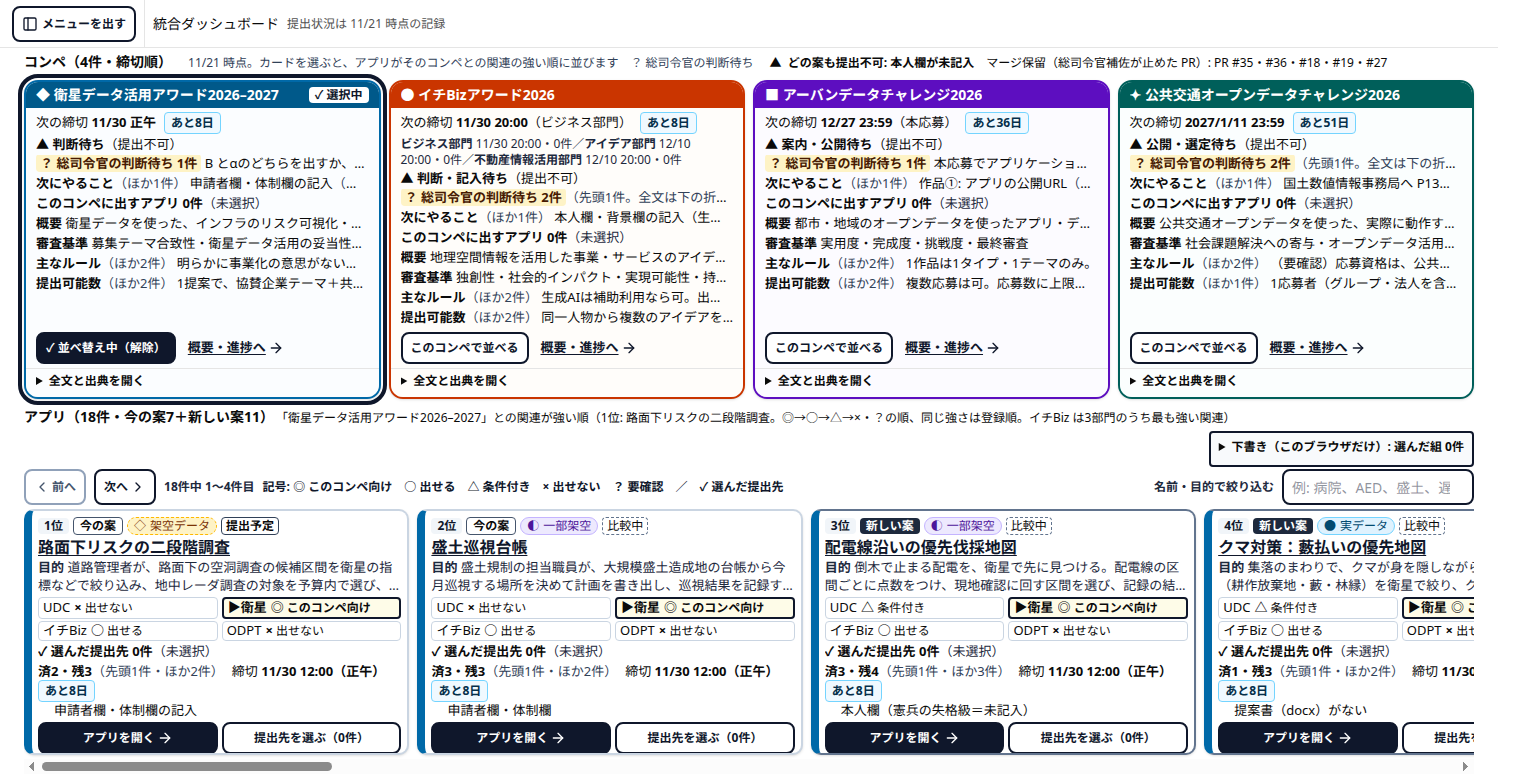 メニューを出す 統合ダッシュボード 提出状況は 11/21 時点の記録
コンペ（4件・締切順） 11/21 時点。カードを選ぶと、アプリがそのコンペとの関連の強い順に並びます ？ 総司令官の判断待ち ▲ どの案も提出不可: 本人欄が未記入 マージ保留（総司令官補佐が止めた PR）: PR #35・#36・#18・#19・#27
◆ 衛星データ活用アワード2026–2027 ✓ 選択中
次の締切 11/30 正午 あと8日
▲ 判断待ち（提出不可）
？ 総司令官の判断待ち 1件 B とαのどちらを出すか、...
次にやること（ほか1件） 申請者欄・体制欄の記入（...
このコンペに出すアプリ 0件（未選択）
概要 衛星データを使った、インフラのリスク可視化・...
審査基準 募集テーマ合致性・衛星データ活用の妥当性...
主なルール（ほか2件） 明らかに事業化の意思がない...
提出可能数（ほか2件） 1提案で、協賛企業テーマ＋共...
✓ 並べ替え中（解除） 概要・進捗へ →
▶ 全文と出典を開く
● イチBizアワード2026
次の締切 11/30 20:00（ビジネス部門） あと8日
ビジネス部門 11/30 20:00・0件／アイデア部門 12/10
20:00・0件／不動産情報活用部門 12/10 20:00・0件
▲ 判断・記入待ち（提出不可）
？ 総司令官の判断待ち 2件（先頭1件。全文は下の折...
次にやること（ほか1件） 本人欄・背景欄の記入（生...
このコンペに出すアプリ 0件（未選択）
概要 地理空間情報を活用した事業・サービスのアイデ...
審査基準 独創性・社会的インパクト・実現可能性・持...
主なルール（ほか2件） 生成AIは補助利用なら可。出...
提出可能数（ほか2件） 同一人物から複数のアイデアを...
このコンペで並べる 概要・進捗へ →
▶ 全文と出典を開く
■ アーバンデータチャレンジ2026
次の締切 12/27 23:59（本応募） あと36日
▲ 案内・公開待ち（提出不可）
？ 総司令官の判断待ち 1件 本応募でアプリケーショ...
次にやること（ほか1件） 作品①: アプリの公開URL（...
このコンペに出すアプリ 0件（未選択）
概要 都市・地域のオープンデータを使ったアプリ・デ...
審査基準 実用度・完成度・挑戦度・最終審査
主なルール（ほか2件） 1作品は1タイプ・1テーマのみ。
提出可能数（ほか2件） 複数応募は可。応募数に上限...
このコンペで並べる 概要・進捗へ →
▶ 全文と出典を開く
✦ 公共交通オープンデータチャレンジ2026
次の締切 2027/1/11 23:59 あと51日
▲ 公開・選定待ち（提出不可）
？ 総司令官の判断待ち 2件（先頭1件。全文は下の折...
次にやること（ほか1件） 国土数値情報事務局へ P13...
このコンペに出すアプリ 0件（未選択）
概要 公共交通オープンデータを使った、実際に動作す...
審査基準 社会課題解決への寄与・オープンデータ活用...
主なルール（ほか2件） （要確認）応募資格は、公共...
提出可能数（ほか1件） 1応募者（グループ・法人を含...
このコンペで並べる 概要・進捗へ →
▶ 全文と出典を開く
アプリ（18件・今の案7＋新しい案11） 「衛星データ活用アワード2026–2027」との関連が強い順（1位: 路面下リスクの二段階調査。◎→○→△→×・？の順、同じ強さは登録順。イチBiz は3部門のうち最も強い関連）
▶ 下書き（このブラウザだけ）: 選んだ組 0件
＜ 前へ 次へ ＞ 18件中 1〜4件目 記号: ◎ このコンペ向け ○ 出せる △ 条件付き × 出せない ？ 要確認 ／ ✓ 選んだ提出先 名前・目的で絞り込む 例: 病院、AED、盛土、遅
1位 今の案 ◇ 架空データ 提出予定
路面下リスクの二段階調査
目的 道路管理者が、路面下の空洞調査の候補区間を衛星の指
標などで絞り込み、地中レーダ調査の対象を予算内で選び、...
UDC × 出せない ▶衛星 ◎ このコンペ向け
イチBiz ○ 出せる ODPT × 出せない
✓ 選んだ提出先 0件（未選択）
済2・残3（先頭1件・ほか2件） 締切 11/30 12:00（正午）
あと8日
申請者欄・体制欄の記入
アプリを開く → 提出先を選ぶ（0件）
2位 今の案 ◐ 一部架空 比較中
盛土巡視台帳
目的 盛土規制の担当職員が、大規模盛土造成地の台帳から今
月巡視する場所を決めて計画を書き出し、巡視結果を記録す...
UDC × 出せない ▶衛星 ◎ このコンペ向け
イチBiz ○ 出せる ODPT × 出せない
✓ 選んだ提出先 0件（未選択）
済3・残3（先頭1件・ほか2件） 締切 11/30 12:00（正午）
あと8日
申請者欄・体制欄
アプリを開く → 提出先を選ぶ（0件）
3位 新しい案 ◐ 一部架空 比較中
配電線沿いの優先伐採地図
目的 倒木で止まる配電を、衛星で先に見つける。配電線の区
間ごとに点数をつけ、現地確認に回す区間を選び、記録の結...
UDC △ 条件付き ▶衛星 ◎ このコンペ向け
イチBiz ○ 出せる ODPT × 出せない
✓ 選んだ提出先 0件（未選択）
済3・残4（先頭1件・ほか3件） 締切 11/30 12:00（正午）
あと8日
本人欄（憲兵の失格級＝未記入）
アプリを開く → 提出先を選ぶ（0件）
4位 新しい案 ● 実データ 比較中
クマ対策：藪払いの優先地図
目的 集落のまわりで、クマが身を隠しながら
（耕作放棄地・藪・林縁）を衛星で絞り、ク
UDC △ 条件付き ▶衛星 ◎ こ
イチBiz ○ 出せる ODPT × 出せ
✓ 選んだ提出先 0件（未選択）
済1・残3（先頭1件・ほか2件） 締切 11/30
あと8日
提案書（docx）がない
アプリを開く → 提出先